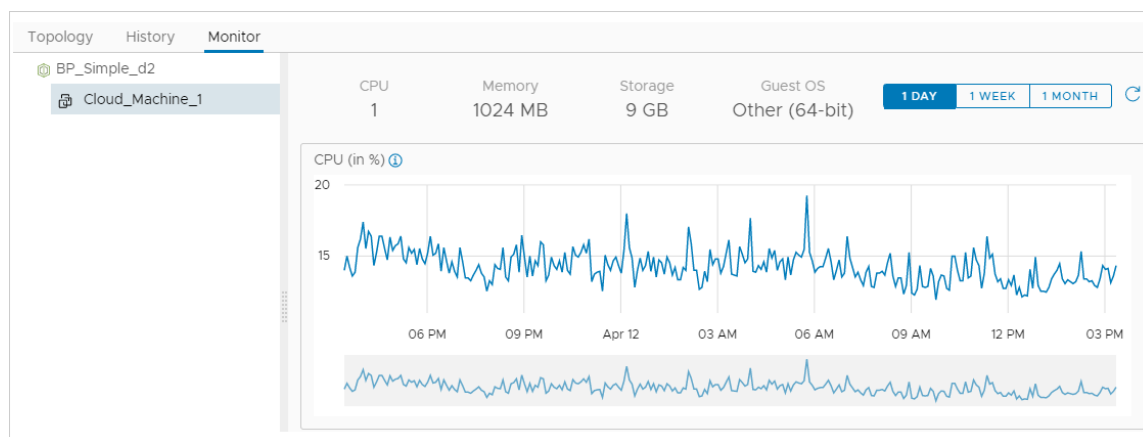 Topology History Monitor
BP_Simple_d2
Cloud_Machine_1
CPU Memory Storage Guest OS
1 1024 MB 9 GB Other (64-bit)
1 DAY 1 WEEK 1 MONTH
CPU (in %)
20
15
06 PM 09 PM Apr 12 03 AM 06 AM 09 AM 12 PM 03 PM